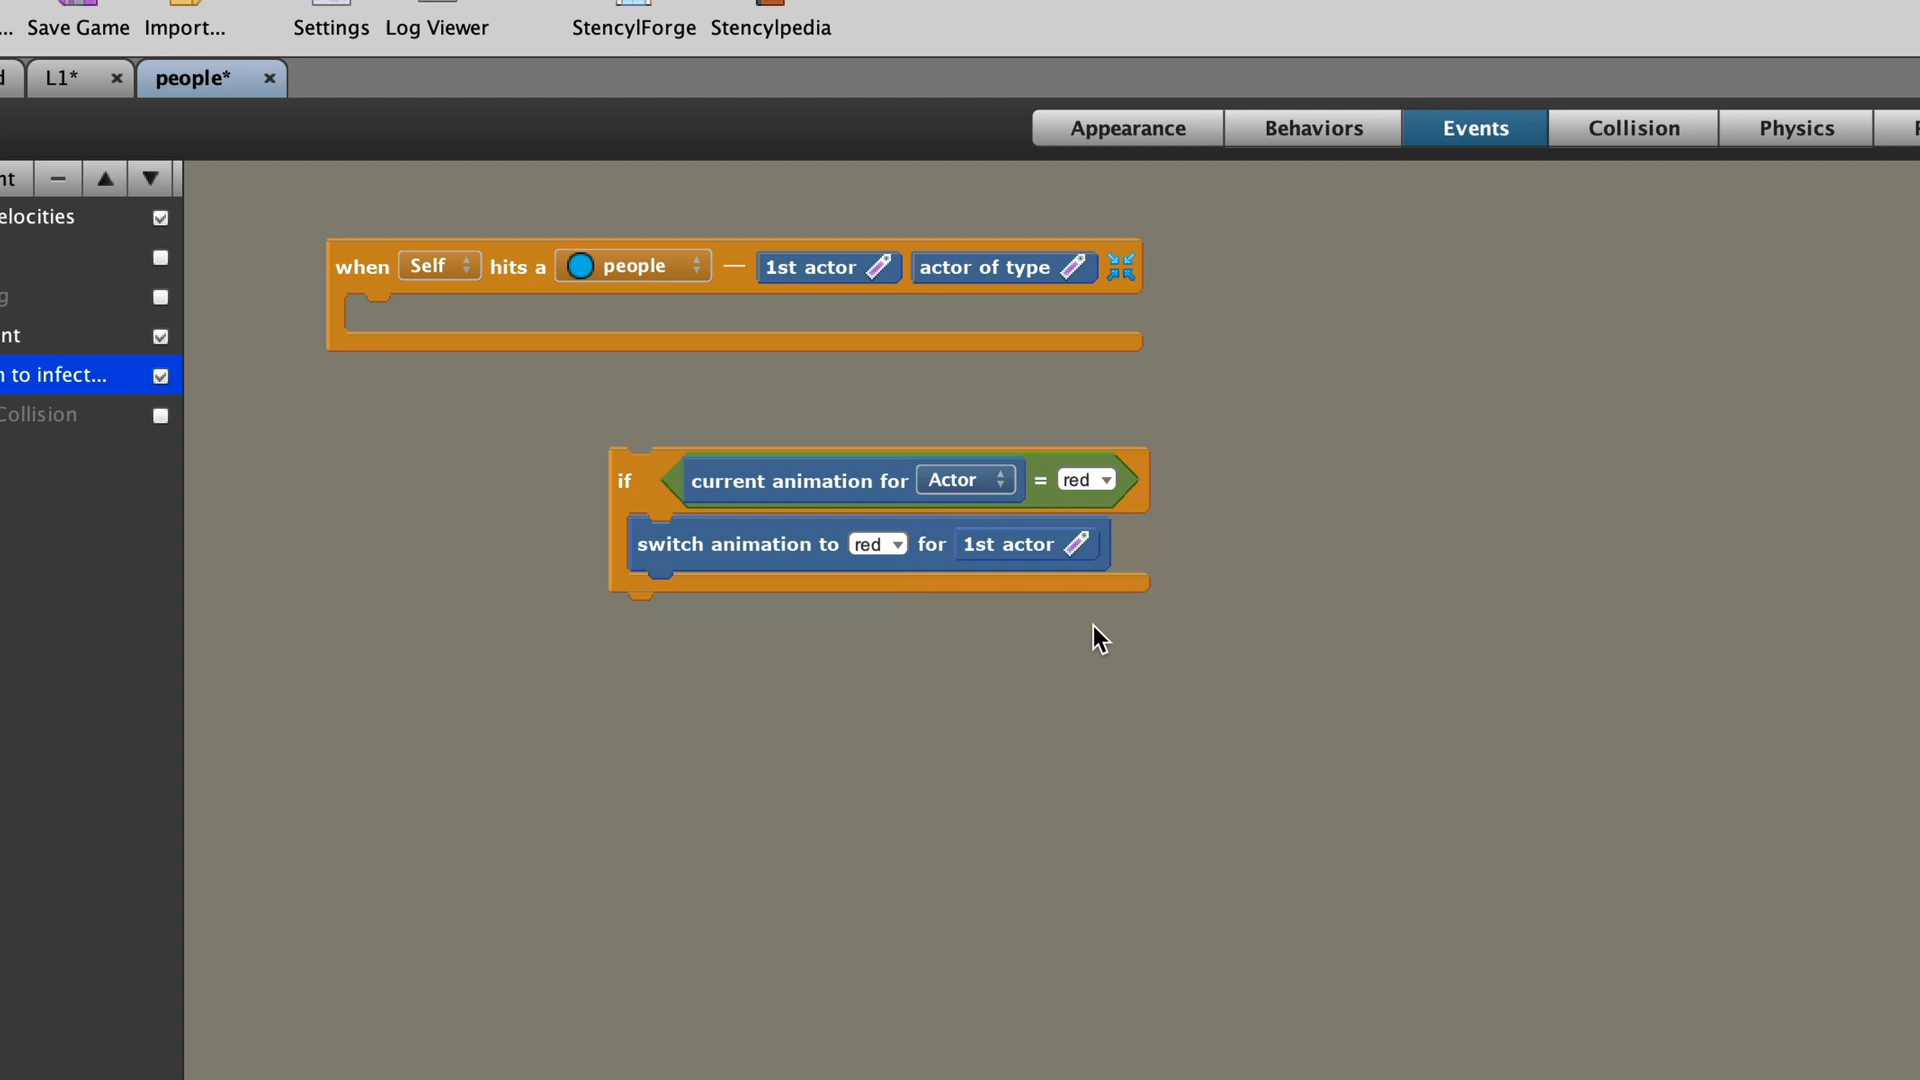 ... Save Game Import... Settings Log Viewer StencylForge Stencylpedia
d L1* people*
Appearance Behaviors Events Collision Physics
nt
elocities
g
nt
n to infect...
Collision
when Self hits a people — 1st actor actor of type
if current animation for Actor = red
switch animation to red for 1st actor